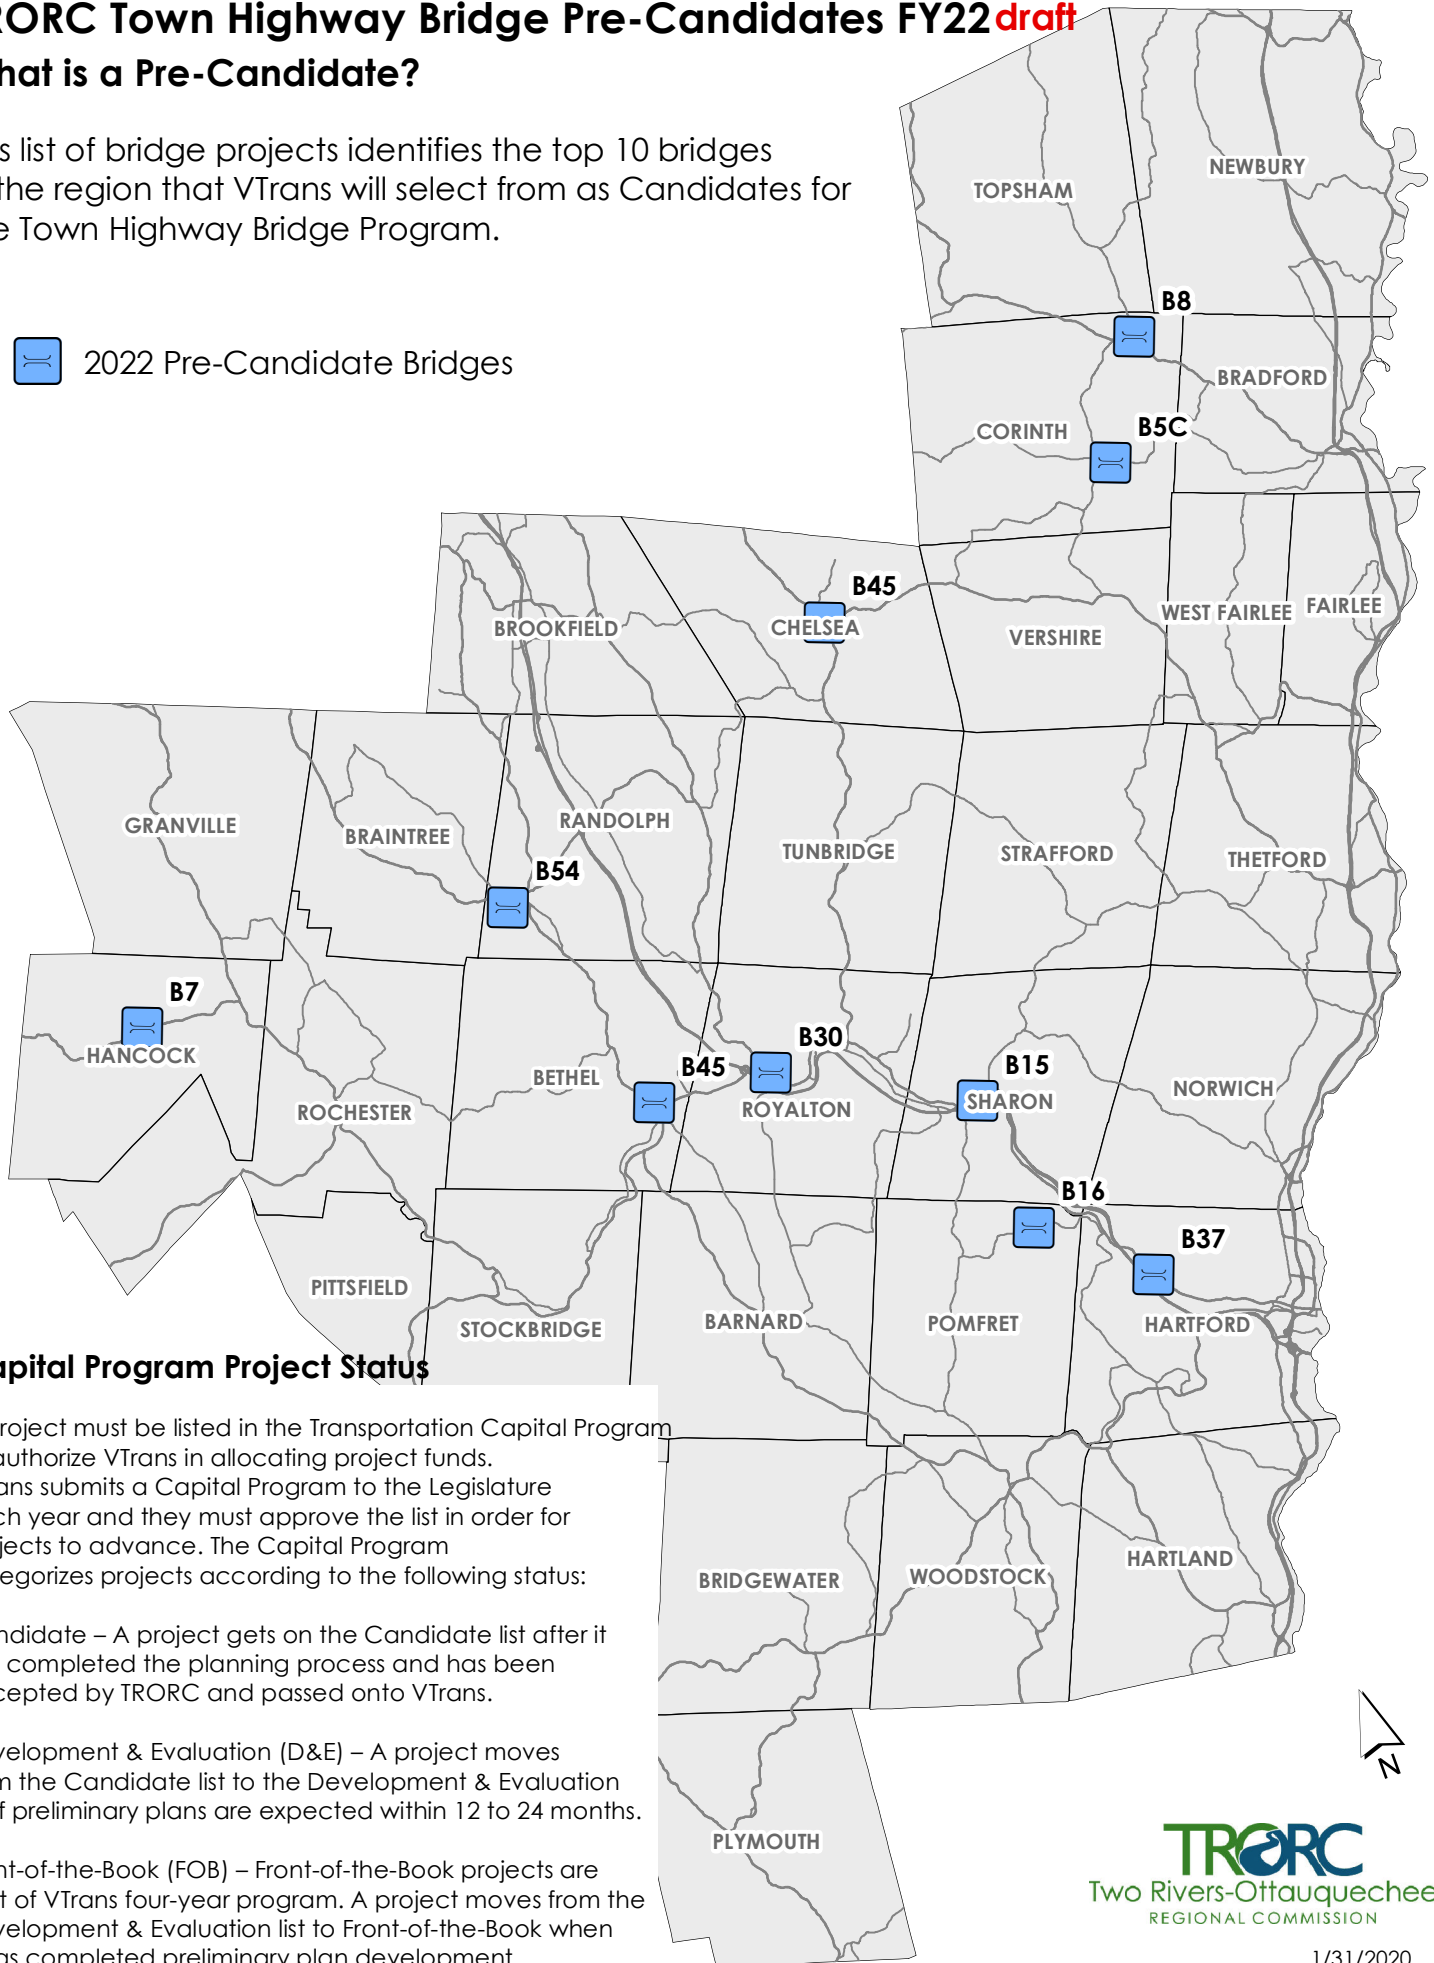 RORC Town Highway Bridge Pre-Candidates FY22 draft
hat is a Pre-Candidate?
s list of bridge projects identifies the top 10 bridges
the region that VTrans will select from as Candidates for
e Town Highway Bridge Program.
2022 Pre-Candidate Bridges
TOPSHAM
NEWBURY
B8
BRADFORD
CORINTH
B5C
B45
BROOKFIELD
CHELSEA
VERSHIRE
WEST FAIRLEE
FAIRLEE
GRANVILLE
BRAINTREE
RANDOLPH
TUNBRIDGE
STRAFFORD
THETFORD
B54
B7
HANCOCK
ROCHESTER
BETHEL
B45
B30
ROYALTON
B15
SHARON
NORWICH
B16
B37
PITTSFIELD
STOCKBRIDGE
BARNARD
POMFRET
HARTFORD
BRIDGEWATER
WOODSTOCK
HARTLAND
PLYMOUTH
apital Program Project Status
roject must be listed in the Transportation Capital Program
authorize VTrans in allocating project funds.
ans submits a Capital Program to the Legislature
ch year and they must approve the list in order for
jects to advance. The Capital Program
egorizes projects according to the following status:
ndidate – A project gets on the Candidate list after it
completed the planning process and has been
cepted by TRORC and passed onto VTrans.
velopment & Evaluation (D&E) – A project moves
m the Candidate list to the Development & Evaluation
f preliminary plans are expected within 12 to 24 months.
nt-of-the-Book (FOB) – Front-of-the-Book projects are
t of VTrans four-year program. A project moves from the
velopment & Evaluation list to Front-of-the-Book when
as completed preliminary plan development
N
TRORC
Two Rivers-Ottauquechee
REGIONAL COMMISSION
1/31/2020